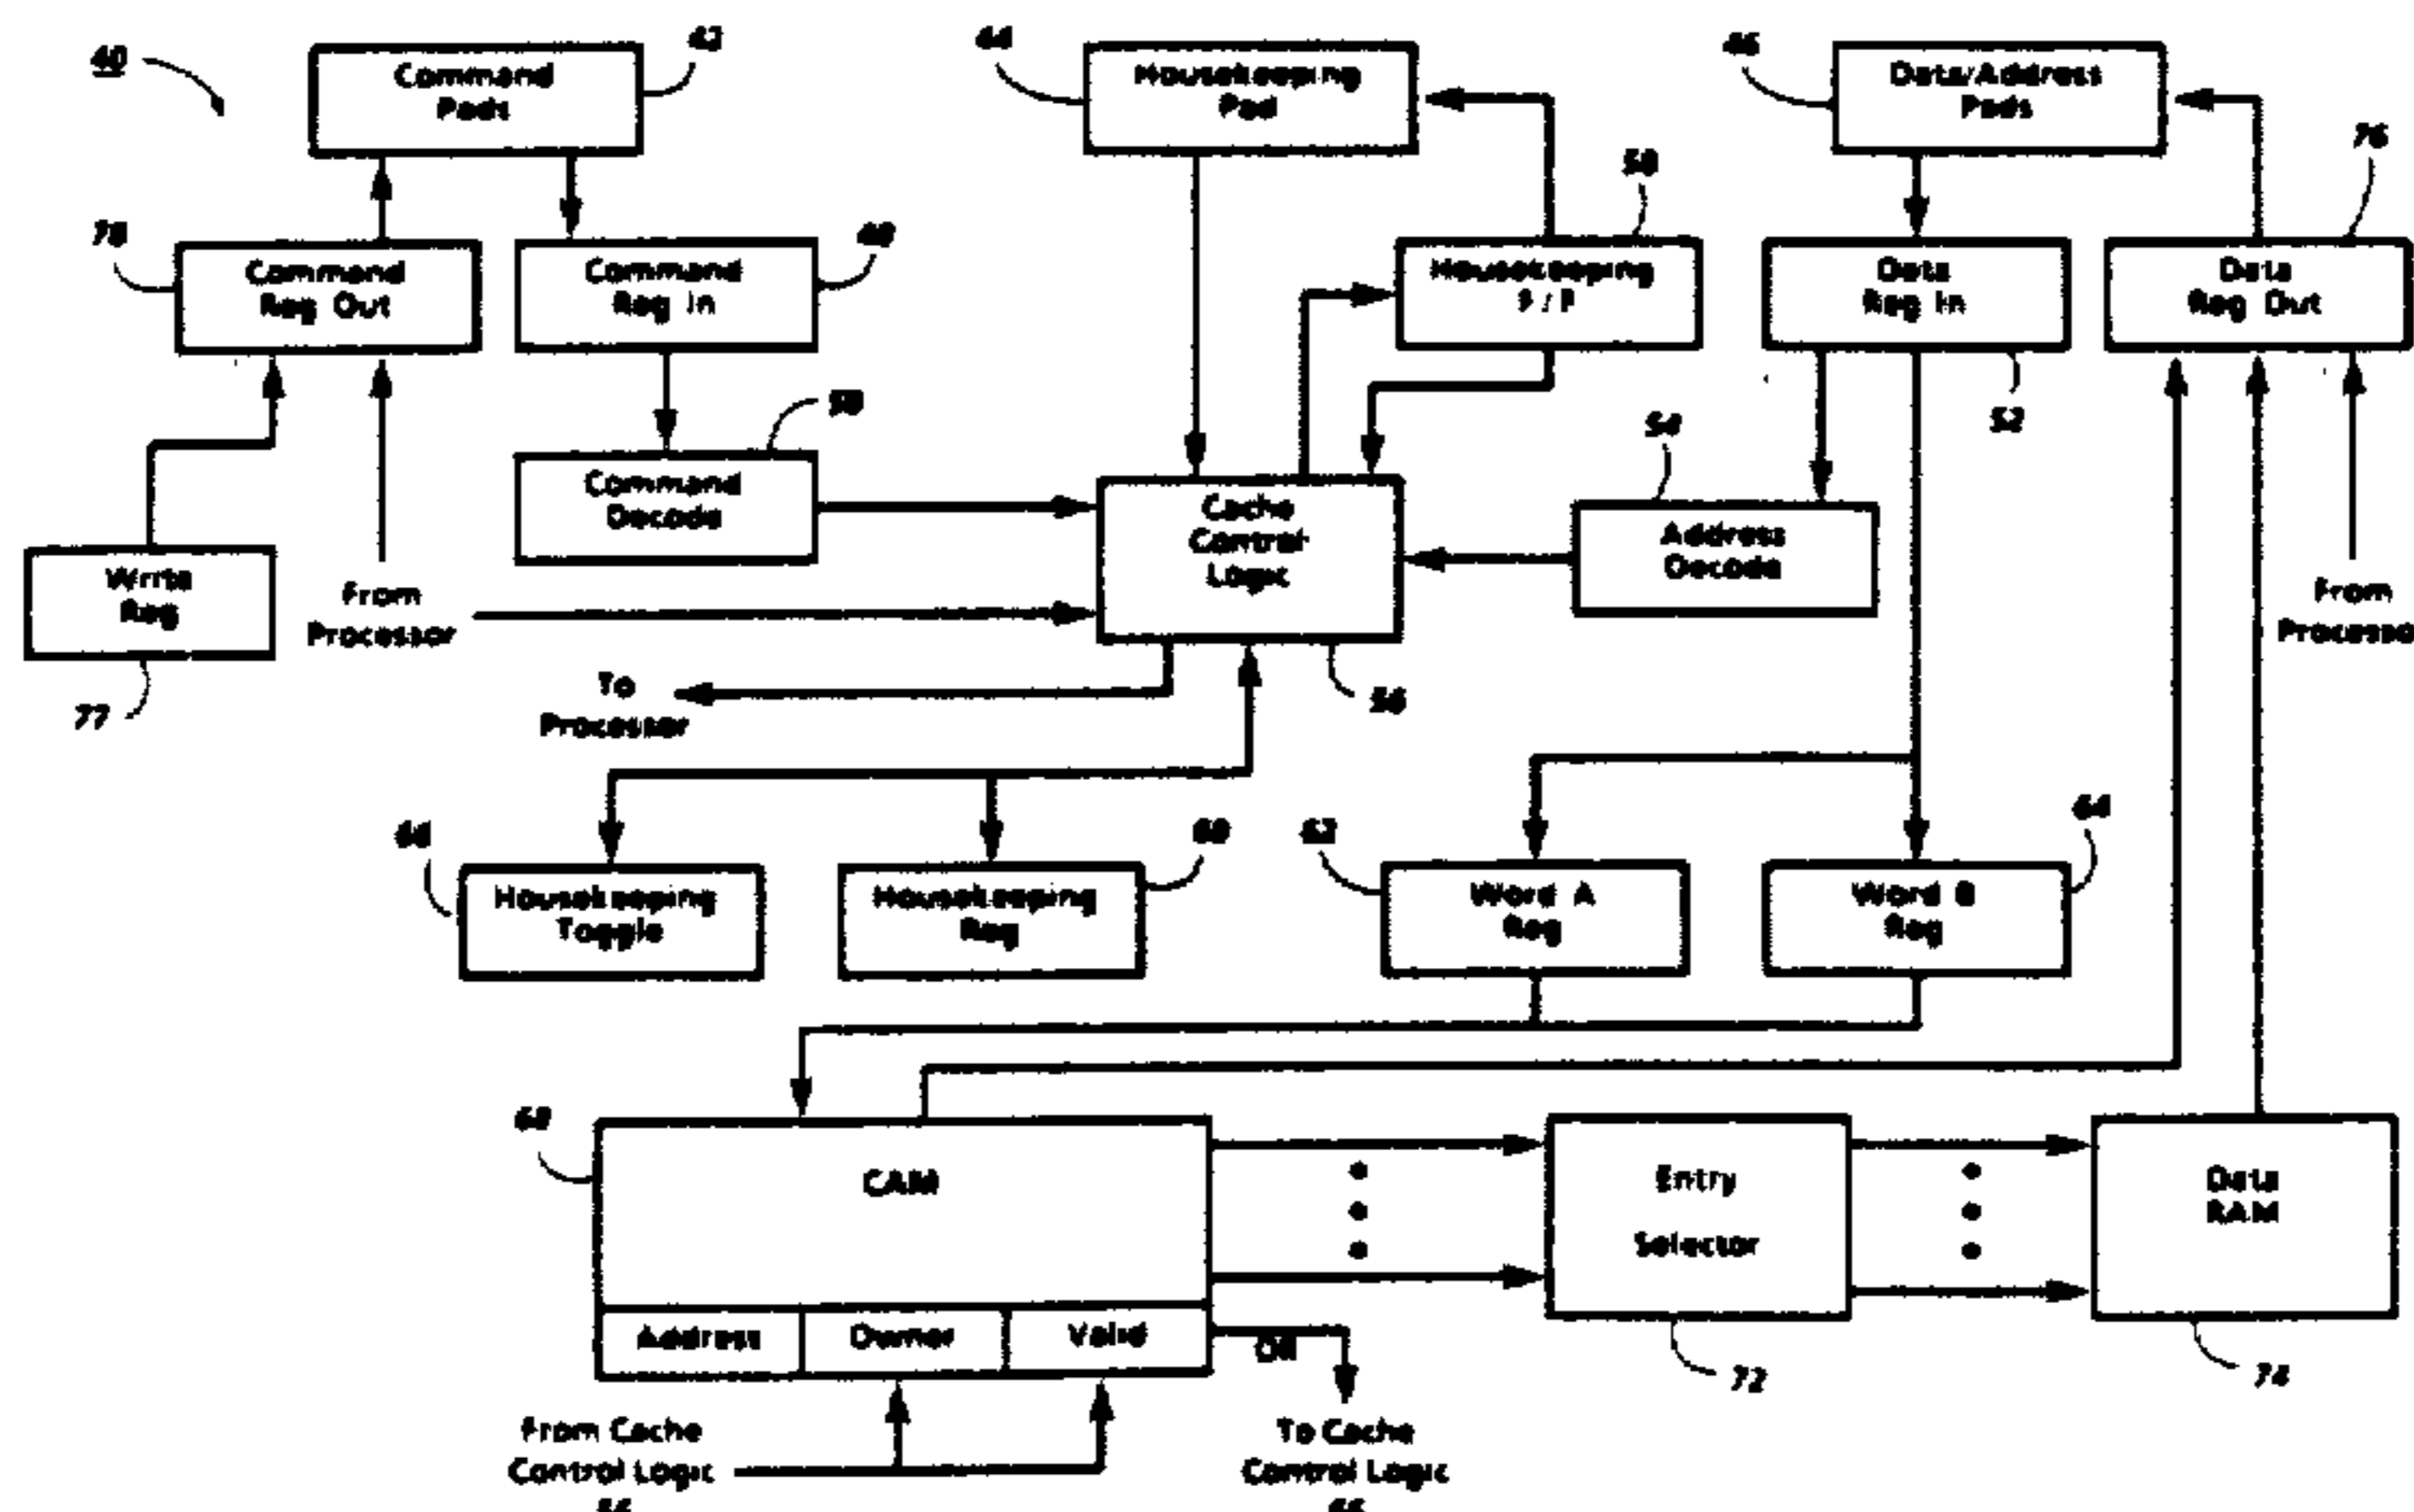 40
Command
Pads
42
44
Housekeeping
Pad
46
Data/Address
Pads
76
78
Command
Reg Out
Command
Reg In
58
Housekeeping
Data
Reg In
Data
Reg Out
52
Command
Decode
50
54
Cache
Control
Logic
Address
Decode
Write
Reg
77
From
Processor
From
Processo
To
Processor
56
66
Housekeeping
Toggle
60
Housekeeping
Reg
62
Word A
Reg
64
Word B
Reg
CAM
Address
Owner
Valid
Entry
Selector
72
Data
RAM
74
From Cache
Control Logic
To Cache
Control Logic